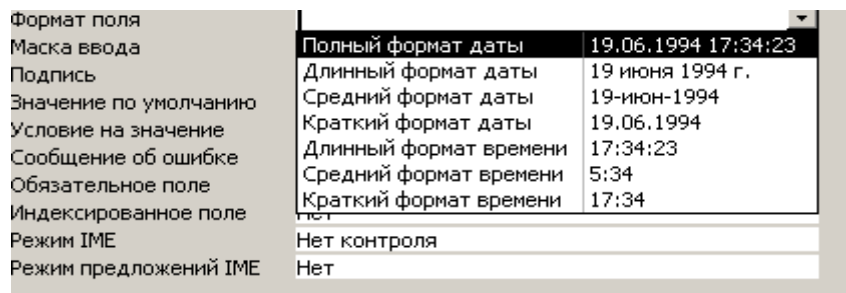 Формат поля
Маска ввода Полный формат даты 19.06.1994 17:34:23
Подпись Длинный формат даты 19 июня 1994 г.
Значение по умолчанию Средний формат даты 19-июн-1994
Условие на значение Краткий формат даты 19.06.1994
Сообщение об ошибке Длинный формат времени 17:34:23
Обязательное поле Средний формат времени 5:34
Индексированное поле Краткий формат времени 17:34
Режим IME Нет контроля
Режим предложений IME Нет